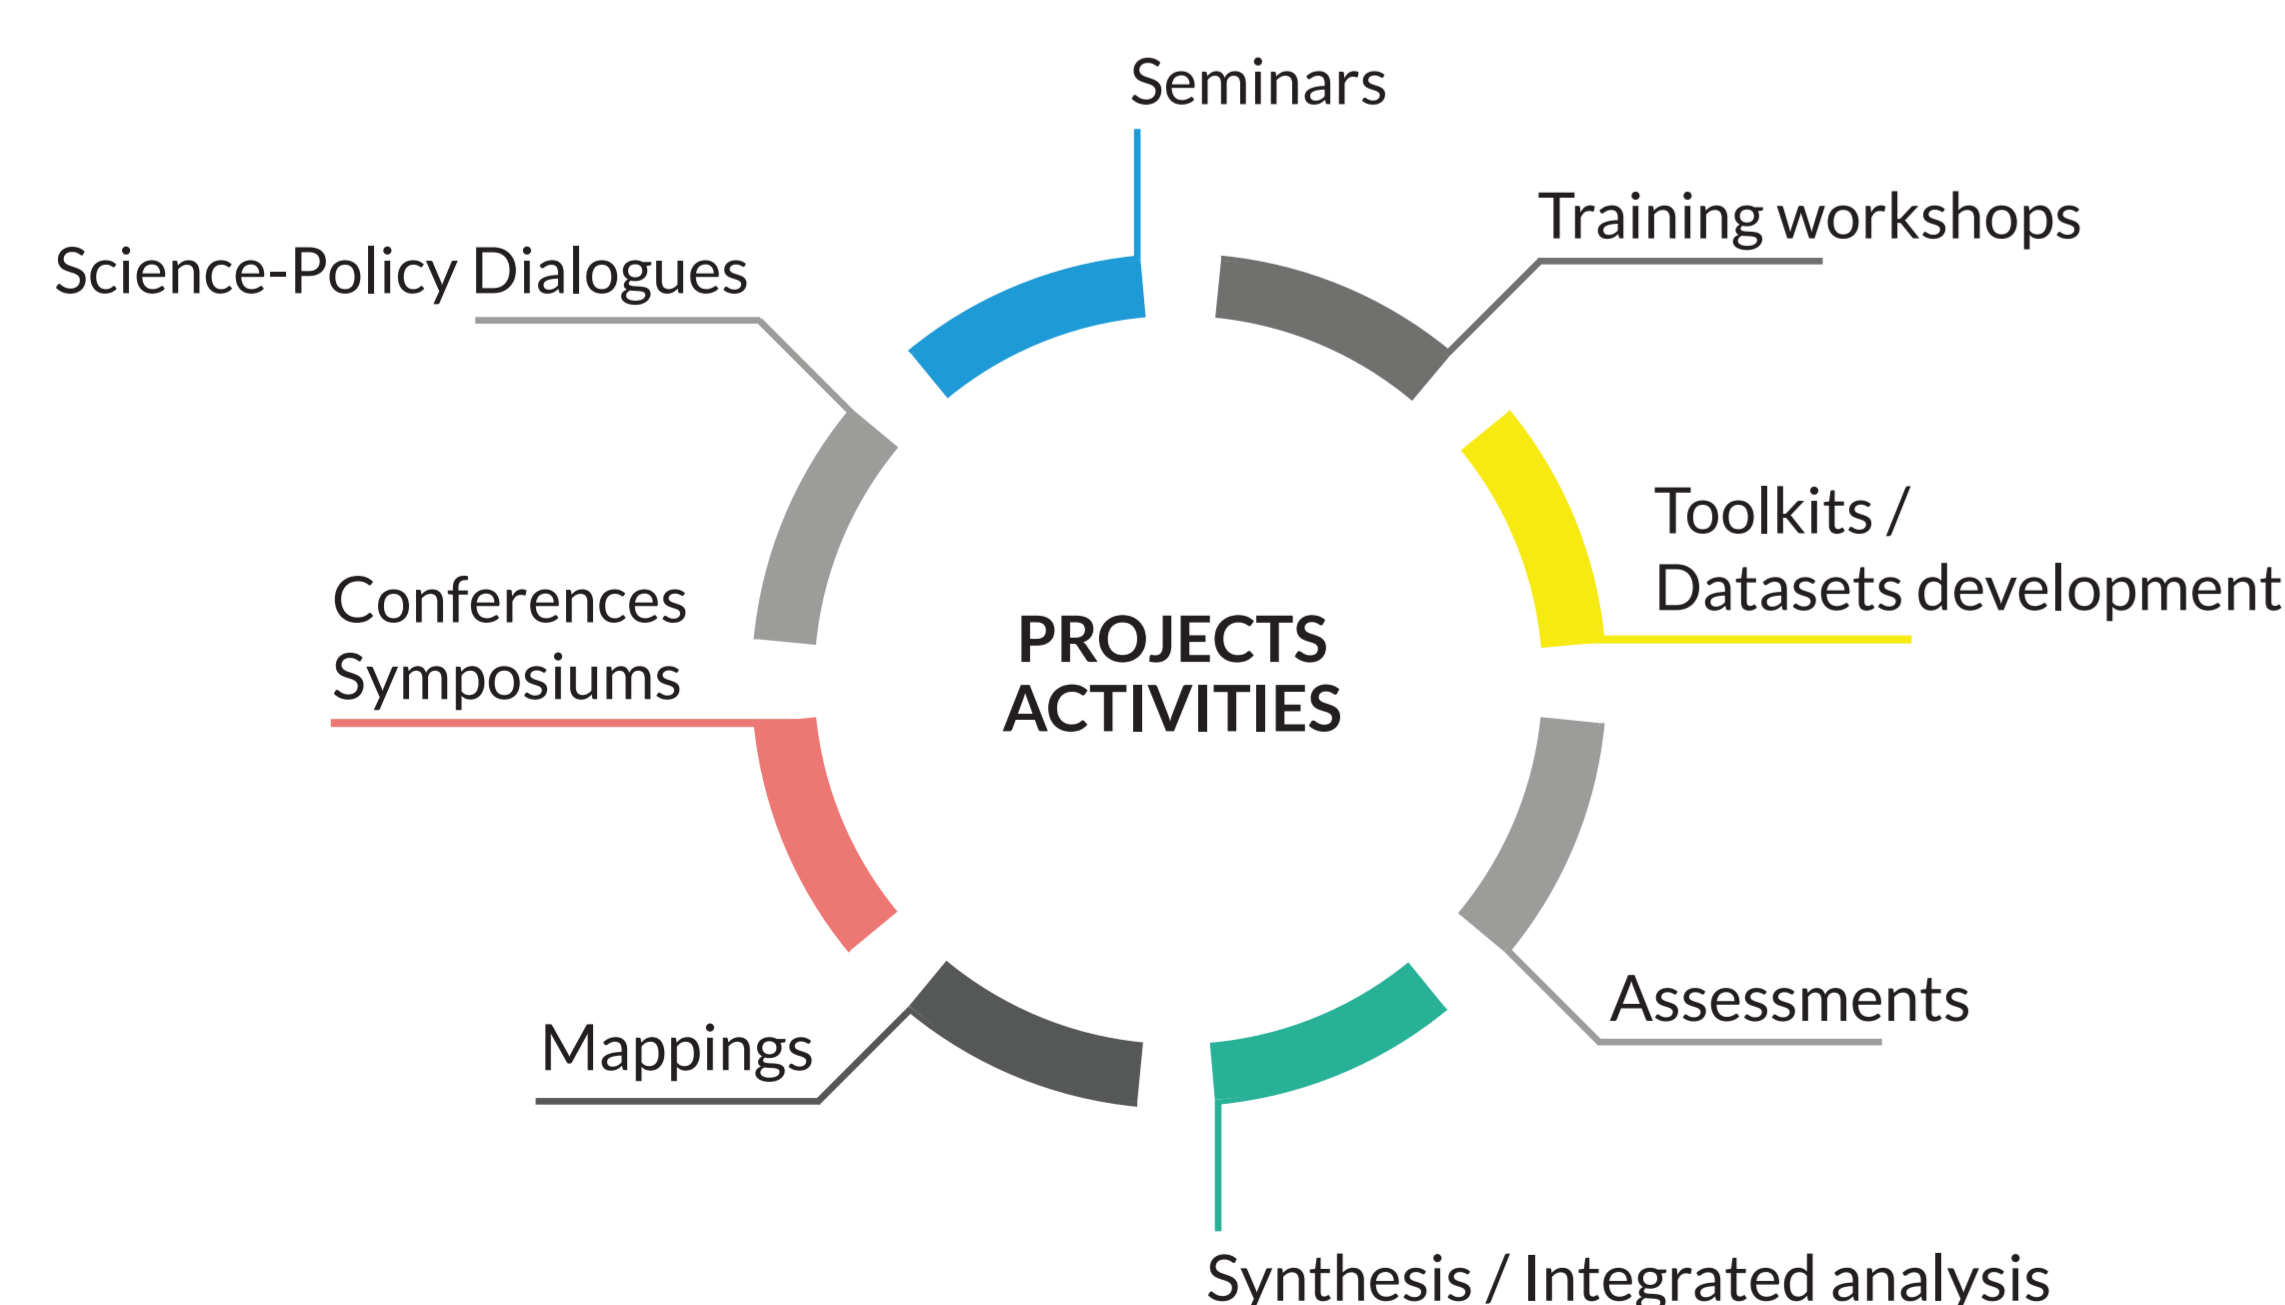 Seminars
Training workshops
Science-Policy Dialogues
Toolkits /
Datasets development
Conferences
Symposiums
PROJECTS
ACTIVITIES
Assessments
Mappings
Synthesis / Integrated analysis